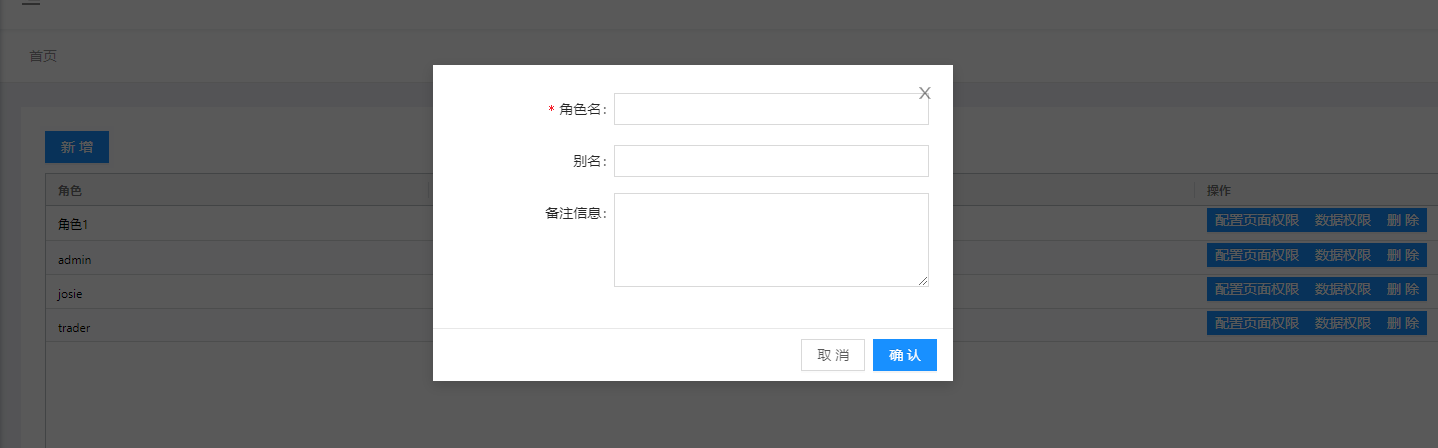 首页
新 增
角色
操作
角色1
配置页面权限 数据权限 删 除
admin
配置页面权限 数据权限 删 除
josie
配置页面权限 数据权限 删 除
trader
配置页面权限 数据权限 删 除
X
* 角色名:
别名:
备注信息:
取 消 确 认